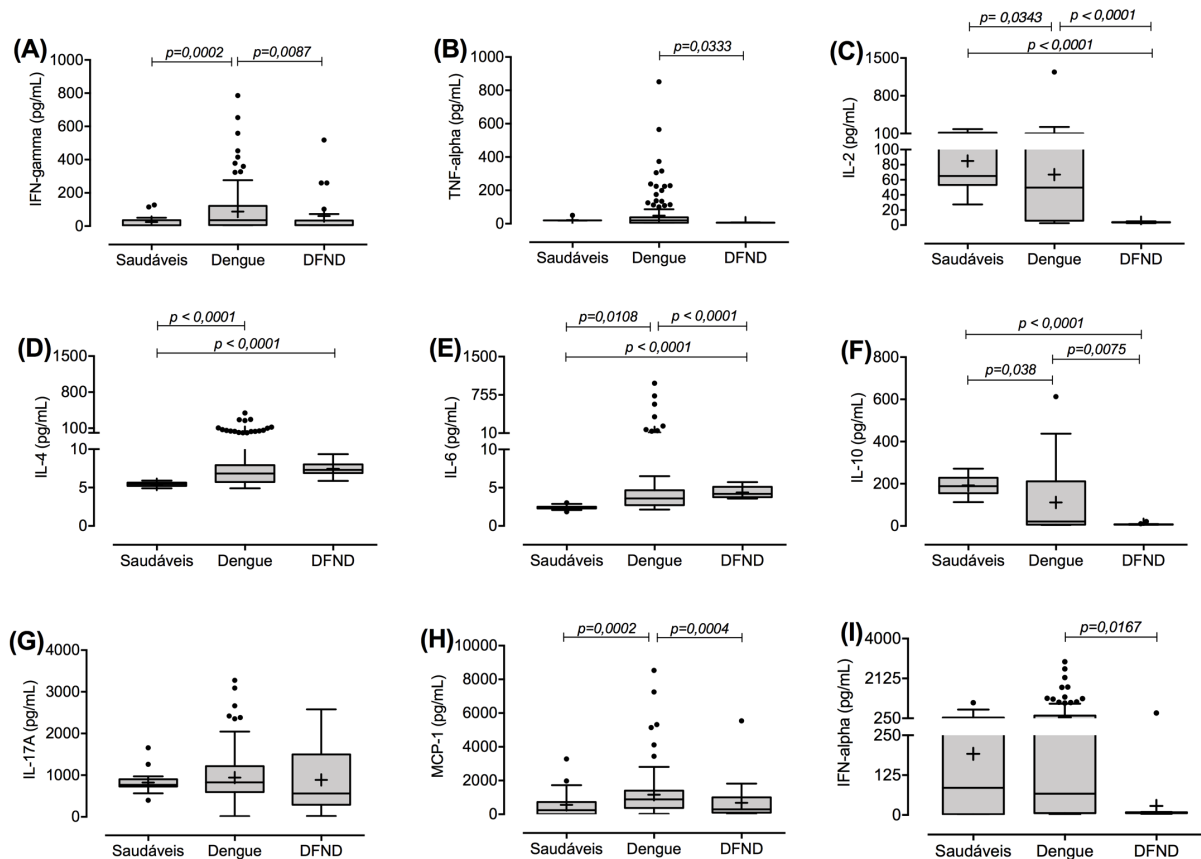 (A)
p=0,0002
p=0,0087
IFN-gamma (pg/mL)
1000
800
600
400
200
0
Saudáveis
Dengue
DFND
(B)
p=0,0333
TNF-alpha (pg/mL)
1000
800
600
400
200
0
Saudáveis
Dengue
DFND
(C)
p= 0,0343
p < 0,0001
p < 0,0001
IL-2 (pg/mL)
1500
800
100
100
80
60
40
20
0
Saudáveis
Dengue
DFND
(D)
p < 0,0001
p < 0,0001
IL-4 (pg/mL)
1500
800
100
10
5
0
Saudáveis
Dengue
DFND
(E)
p=0,0108
p < 0,0001
p < 0,0001
IL-6 (pg/mL)
1500
755
10
10
5
0
Saudáveis
Dengue
DFND
(F)
p < 0,0001
p=0,0075
p=0,038
IL-10 (pg/mL)
800
600
400
200
0
Saudáveis
Dengue
DFND
(G)
IL-17A (pg/mL)
4000
3000
2000
1000
0
Saudáveis
Dengue
DFND
(H)
p=0,0002
p=0,0004
MCP-1 (pg/mL)
10000
8000
6000
4000
2000
0
Saudáveis
Dengue
DFND
(I)
p=0,0167
IFN-alpha (pg/mL)
4000
2125
250
250
125
0
Saudáveis
Dengue
DFND